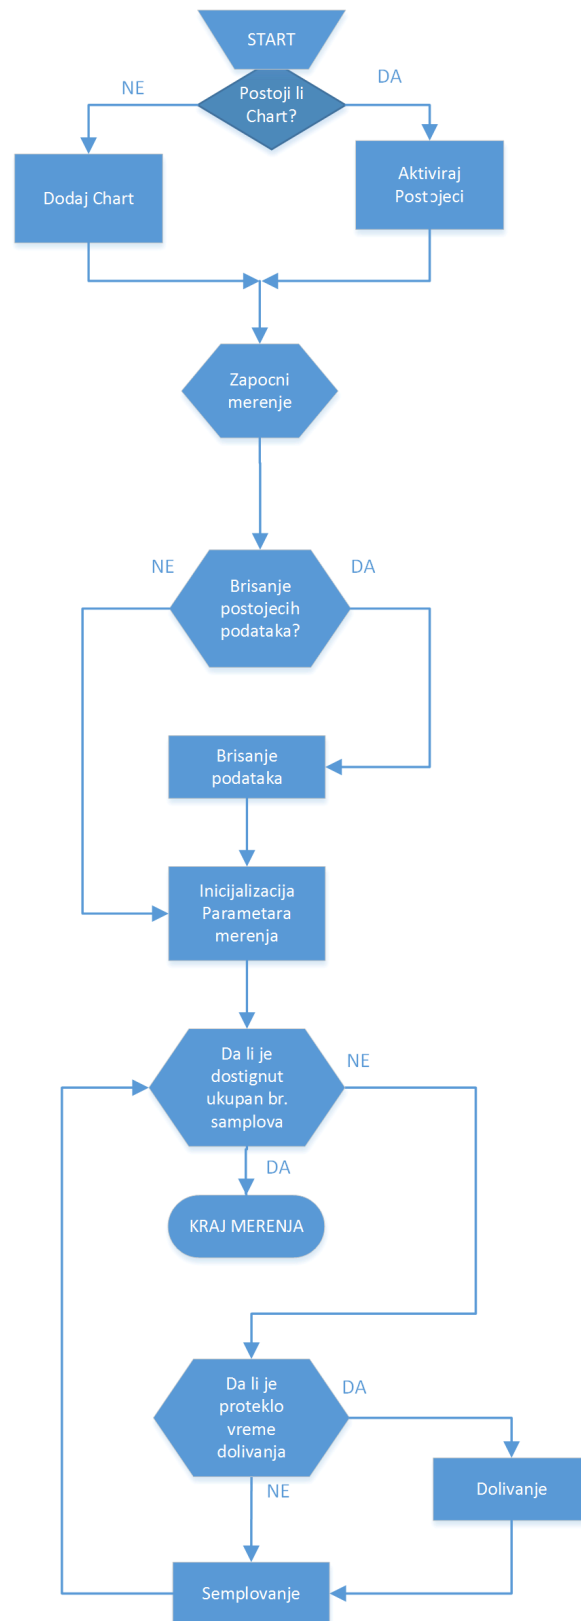 START
NE
DA
Postoji li
Chart?
Dodaj Chart
Aktiviraj
Postojeci
Zapocni
merenje
NE
DA
Brisanje
postojecih
podataka?
Brisanje
podataka
Inicijalizacija
Parametara
merenja
Da li je
dostignut
ukupan br.
samplova
NE
DA
KRAJ MERENJA
Da li je
proteklo
vreme
dolivanja
DA
NE
Dolivanje
Semplovanje